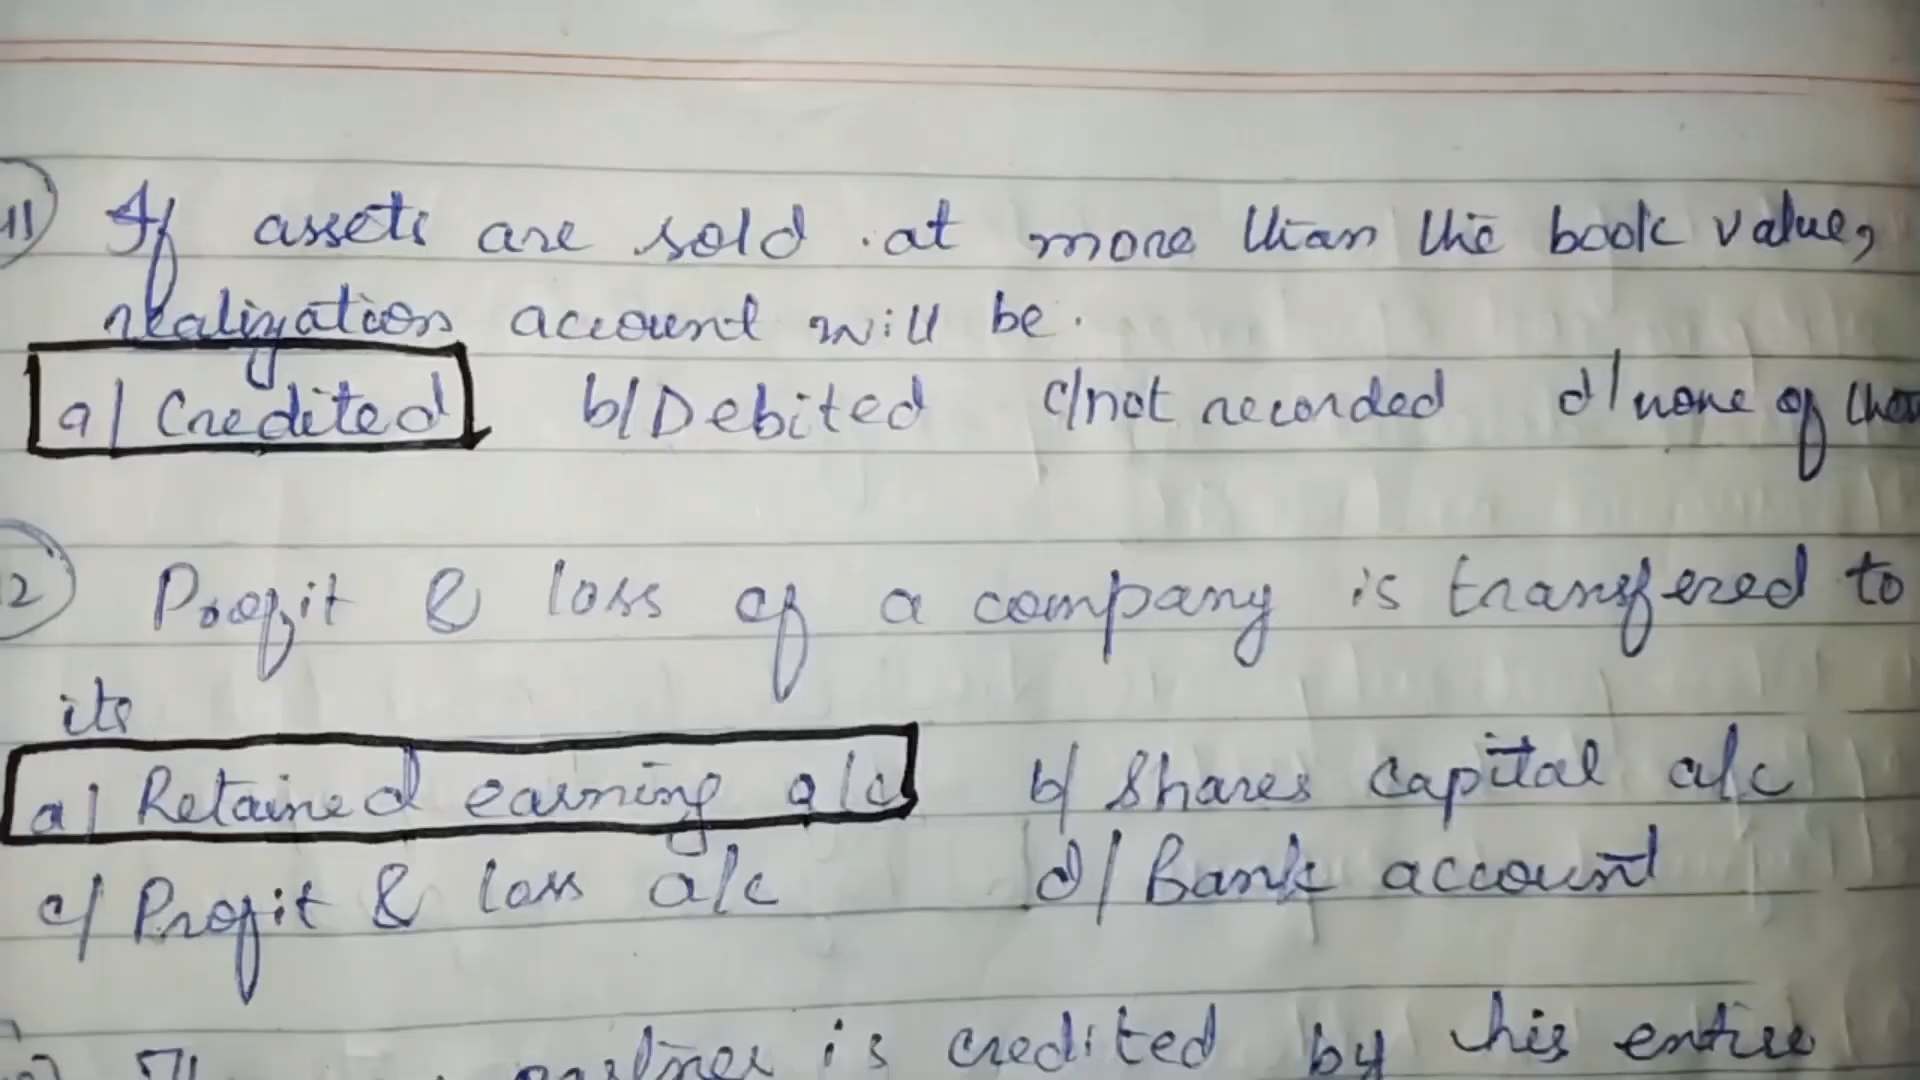 11) If assets are sold at more than the book value,
realization account will be.
a) Credited b) Debited c) not recorded d) none of
2) Profit & loss of a company is transfered to
its
a) Retained earning a/c b) Shares capital a/c
c) Profit & loss a/c d) Bank account
is credited by his entire